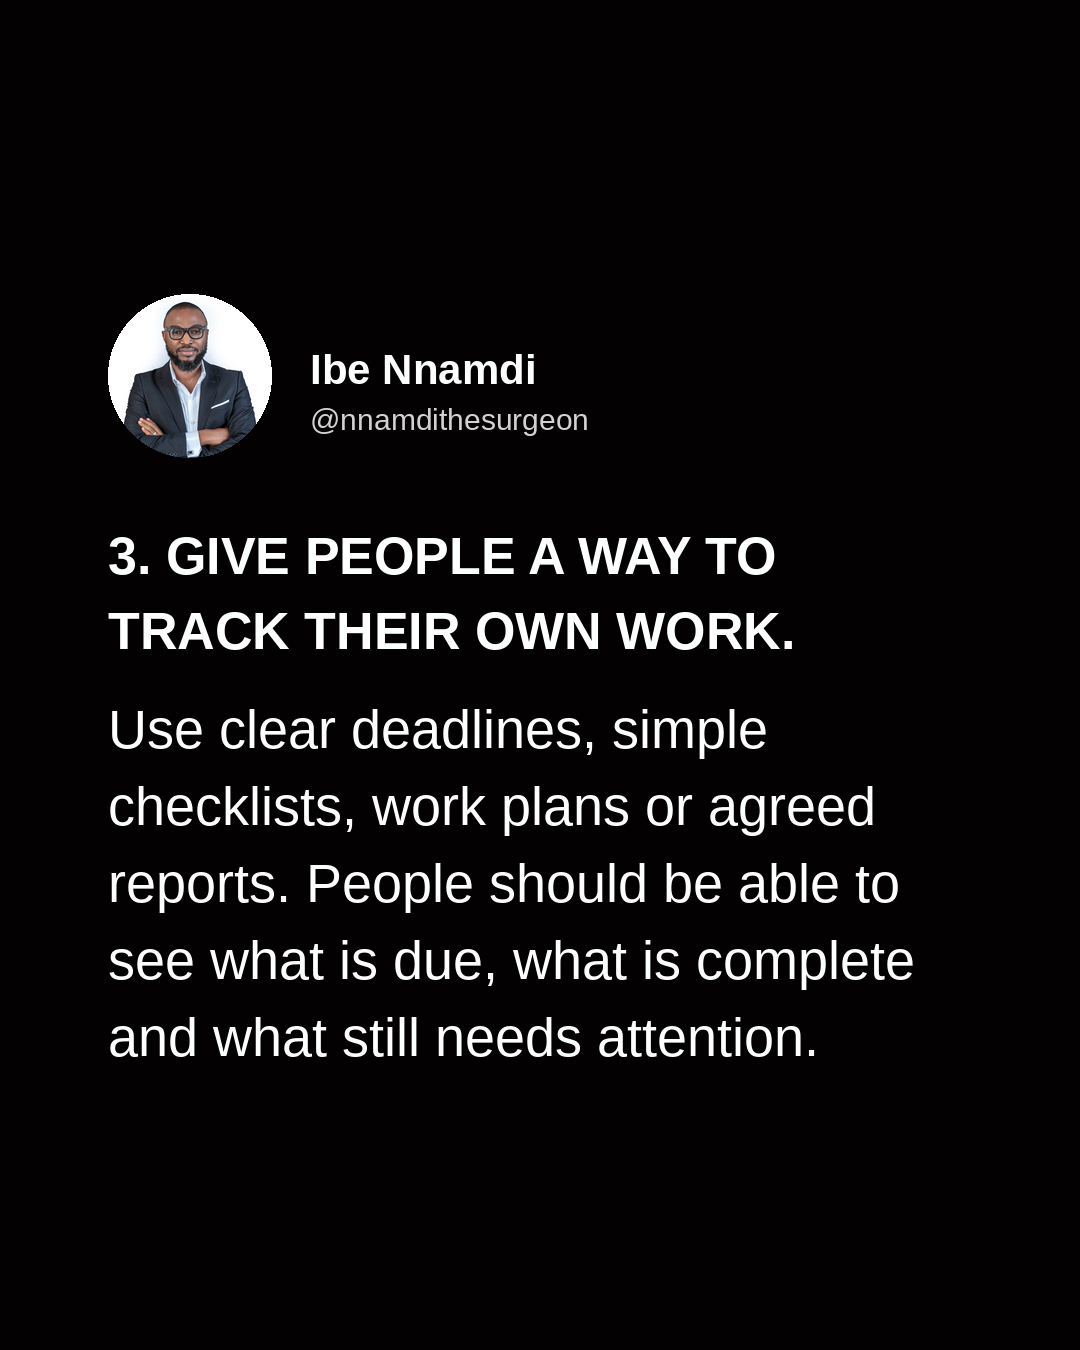 Ibe Nnamdi
@nnamdithesurgeon
3. GIVE PEOPLE A WAY TO
TRACK THEIR OWN WORK.
Use clear deadlines, simple
checklists, work plans or agreed
reports. People should be able to
see what is due, what is complete
and what still needs attention.